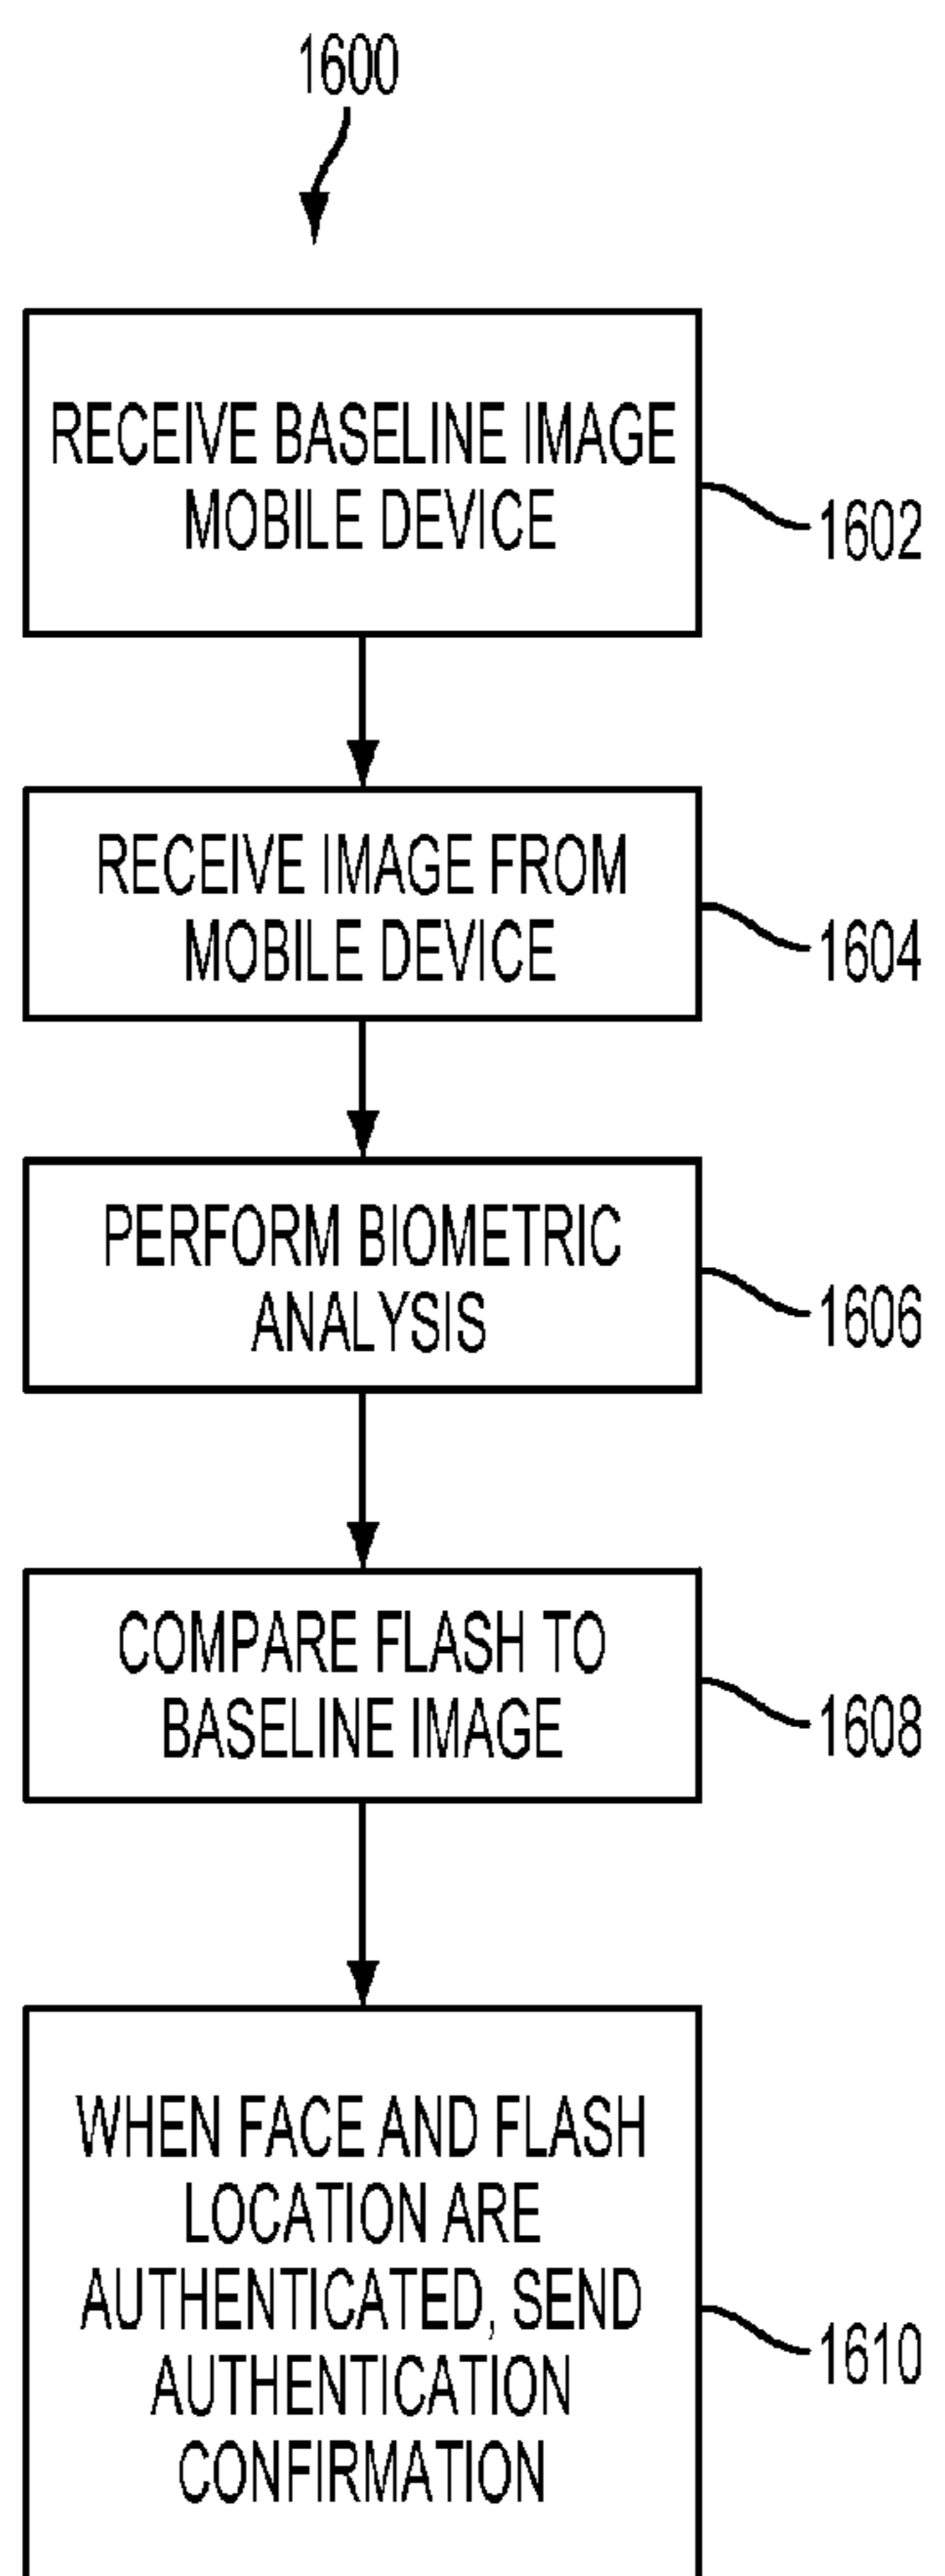 1600
RECEIVE BASELINE IMAGE
MOBILE DEVICE
1602
RECEIVE IMAGE FROM
MOBILE DEVICE
1604
PERFORM BIOMETRIC
ANALYSIS
1606
COMPARE FLASH TO
BASELINE IMAGE
1608
WHEN FACE AND FLASH
LOCATION ARE
AUTHENTICATED, SEND
AUTHENTICATION
CONFIRMATION
1610